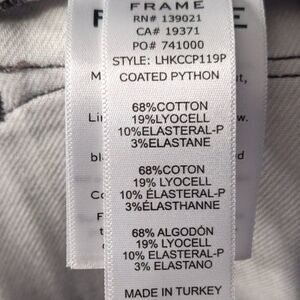 FRAME
RN# 139021
CA# 19371
PO# 741000
STYLE: LHKCCP119P
COATED PYTHON
68%COTTON
19%LYOCELL
10%ELASTERAL-P
3%ELASTANE
68%COTON
19% LYOCELL
10% ÉLASTERAL-P
3%ÉLASTHANNE
68% ALGODÓN
19% LYOCELL
10% ELASTERAL-P
3% ELASTANO
MADE IN TURKEY